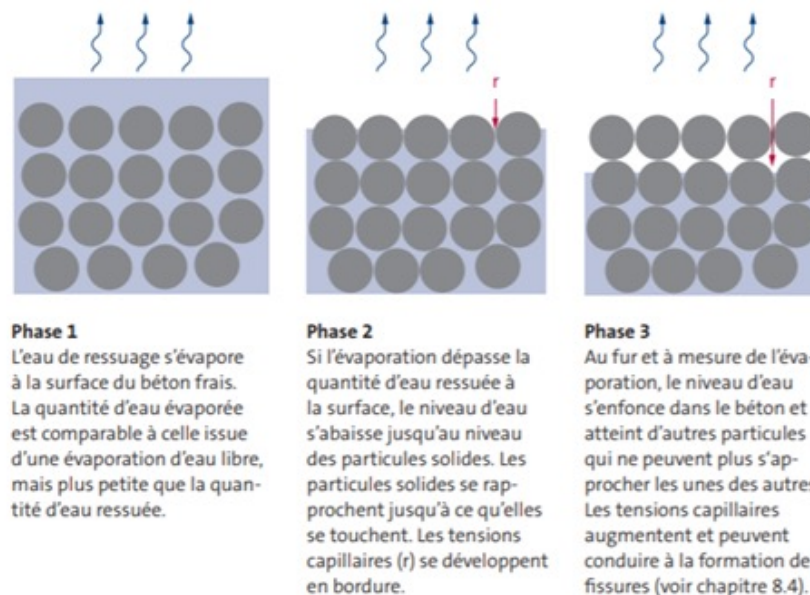 r
r
Phase 1
L'eau de ressuage s'évapore
à la surface du béton frais.
La quantité d'eau évaporée
est comparable à celle issue
d'une évaporation d'eau libre,
mais plus petite que la quan-
tité d'eau ressuée.
Phase 2
Si l'évaporation dépasse la
quantité d'eau ressuée à
la surface, le niveau d'eau
s'abaisse jusqu'au niveau
des particules solides. Les
particules solides se rap-
prochent jusqu'à ce qu'elles
se touchent. Les tensions
capillaires (r) se développent
en bordure.
Phase 3
Au fur et à mesure de l'éva-
poration, le niveau d'eau
s'enfonce dans le béton et
atteint d'autres particules
qui ne peuvent plus s'ap-
procher les unes des autres
Les tensions capillaires
augmentent et peuvent
conduire à la formation de
fissures (voir chapitre 8.4).